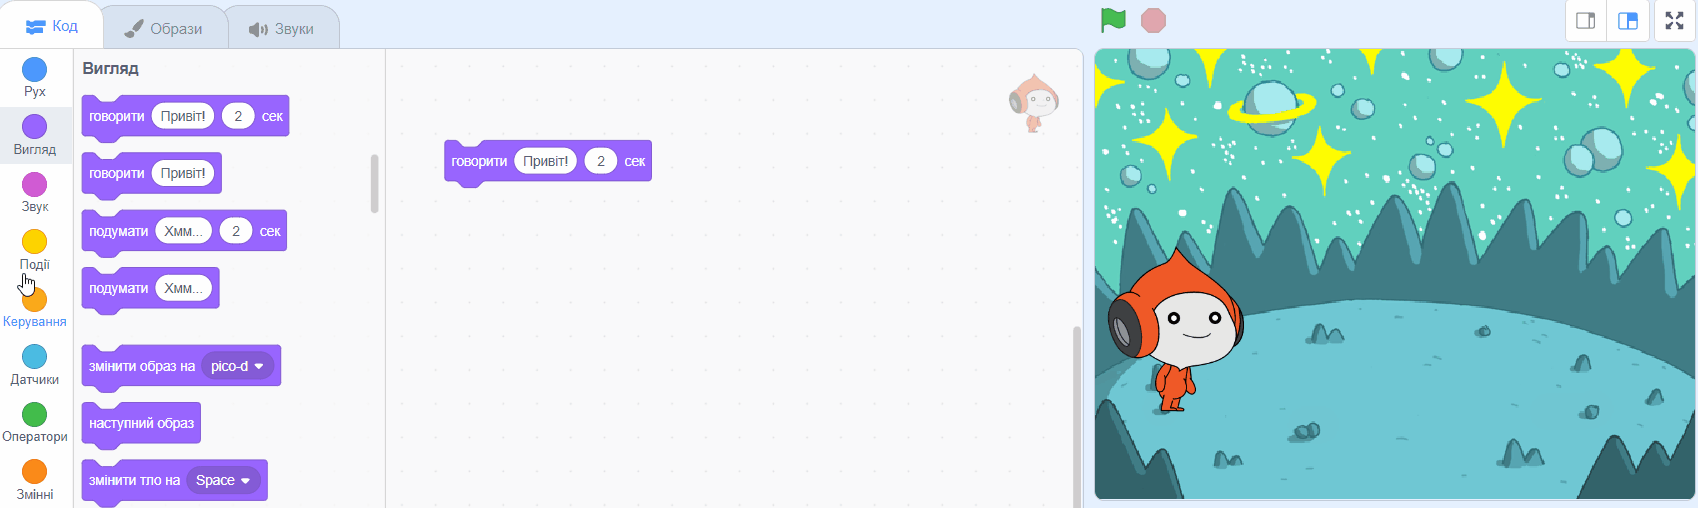 Код
Образи
Звуки
Рух
Вигляд
Звук
Події
Керування
Датчики
Оператори
Змінні
Вигляд
говорити Привіт! 2 сек
говорити Привіт!
подумати Хмм... 2 сек
подумати Хмм...
змінити образ на pico-d
наступний образ
змінити тло на Space
говорити Привіт! 2 сек